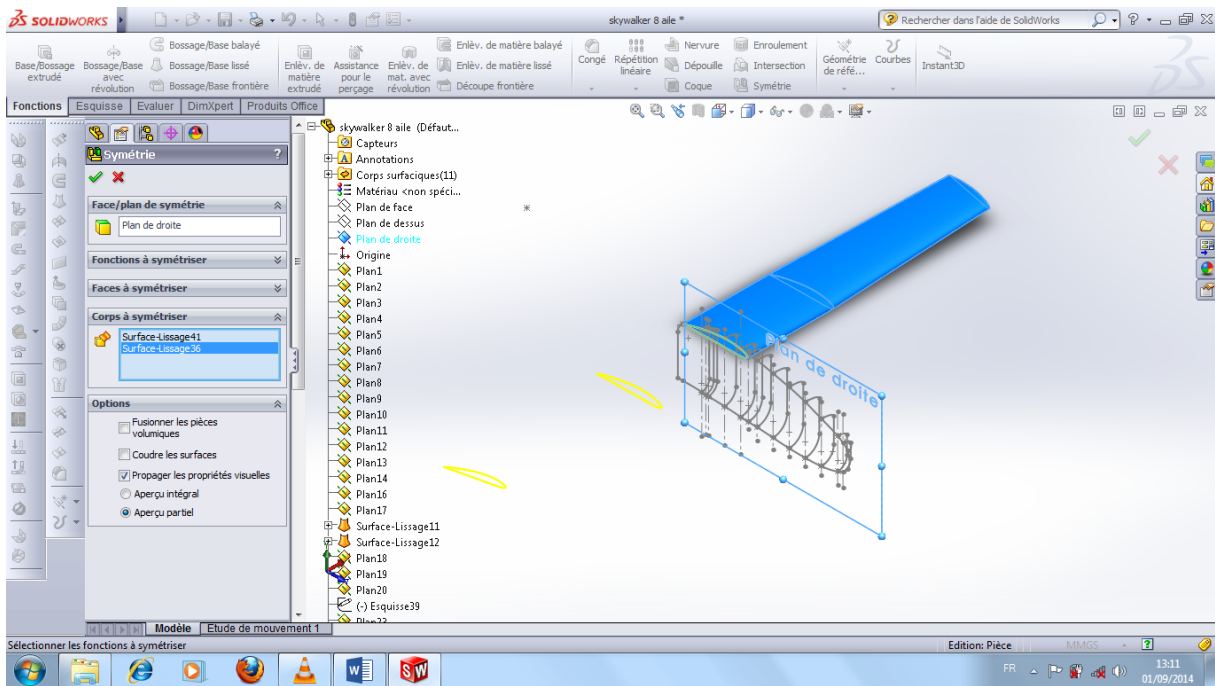 SOLIDWORKS
skywalker 8 aile *
Rechercher dans l'aide de SolidWorks
Base/Bossage extrudé
Bossage/Base avec révolution
Bossage/Base balayé
Bossage/Base lissé
Bossage/Base frontière
Enlèv. de matière extrudé
Assistance pour le perçage
Enlèv. de mat. avec révolution
Enlèv. de matière balayé
Enlèv. de matière lissé
Découpe frontière
Congé
Répétition linéaire
Nervure
Dépouille
Coque
Enroulement
Intersection
Symétrie
Géométrie de réfé...
Courbes
Instant3D
Fonctions
Esquisse
Evaluer
DimXpert
Produits Office
Symétrie
?
Face/plan de symétrie
Plan de droite
Fonctions à symétriser
Faces à symétriser
Corps à symétriser
Surface-Lissage41
Surface-Lissage36
Options
Fusionner les pièces
volumiques
Coudre les surfaces
Propager les propriétés visuelles
Aperçu intégral
Aperçu partiel
skywalker 8 aile (Défaut...
Capteurs
Annotations
Corps surfaciques(11)
Matériau <non spéci...
Plan de face
Plan de dessus
Plan de droite
Origine
Plan1
Plan2
Plan3
Plan4
Plan5
Plan6
Plan7
Plan8
Plan9
Plan10
Plan11
Plan12
Plan13
Plan14
Plan16
Plan17
Surface-Lissage11
Surface-Lissage12
Plan18
Plan19
Plan20
(-) Esquisse39
Plan23
Plan de droite
Modèle
Etude de mouvement 1
Sélectionner les fonctions à symétriser
Edition: Pièce
MMGS
FR
13:11
01/09/2014